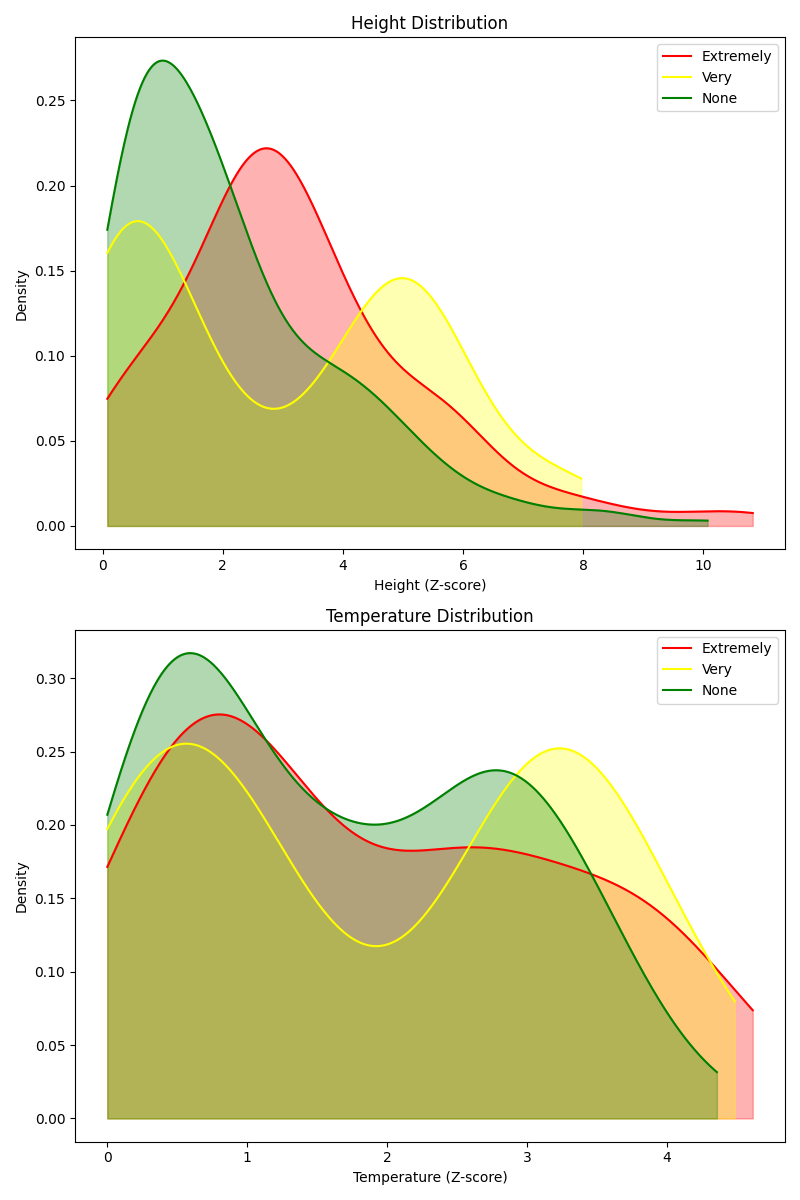 Height Distribution
Extremely
Very
None
0.25
0.20
0.15
0.10
0.05
0.00
Density
0 2 4 6 8 10
Height (Z-score)
Temperature Distribution
Extremely
Very
None
0.30
0.25
0.20
0.15
0.10
0.05
0.00
Density
0 1 2 3 4
Temperature (Z-score)